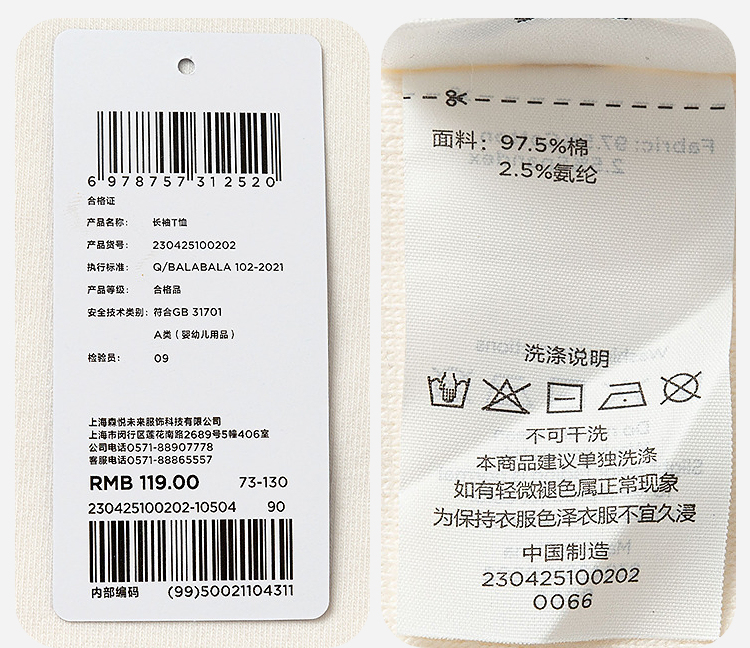 6 978757 312520
合格证
产品名称： 长袖T恤
产品货号： 230425100202
执行标准： Q/BALABALA 102-2021
产品等级： 合格品
安全技术类别：符合GB 31701
A类（婴幼儿用品）
检验员： 09
上海森悦未来服饰科技有限公司
上海市闵行区莲花南路2689号5幢406室
公司电话0571-88907778
客服电话0571-88865557
RMB 119.00 73-130
230425100202-10504 90
内部编码 (99)50021104311
面料：97.5%棉
2.5%氨纶
洗涤说明
不可干洗
本商品建议单独洗涤
如有轻微褪色属正常现象
为保持衣服色泽衣服不宜久浸
中国制造
230425100202
0066